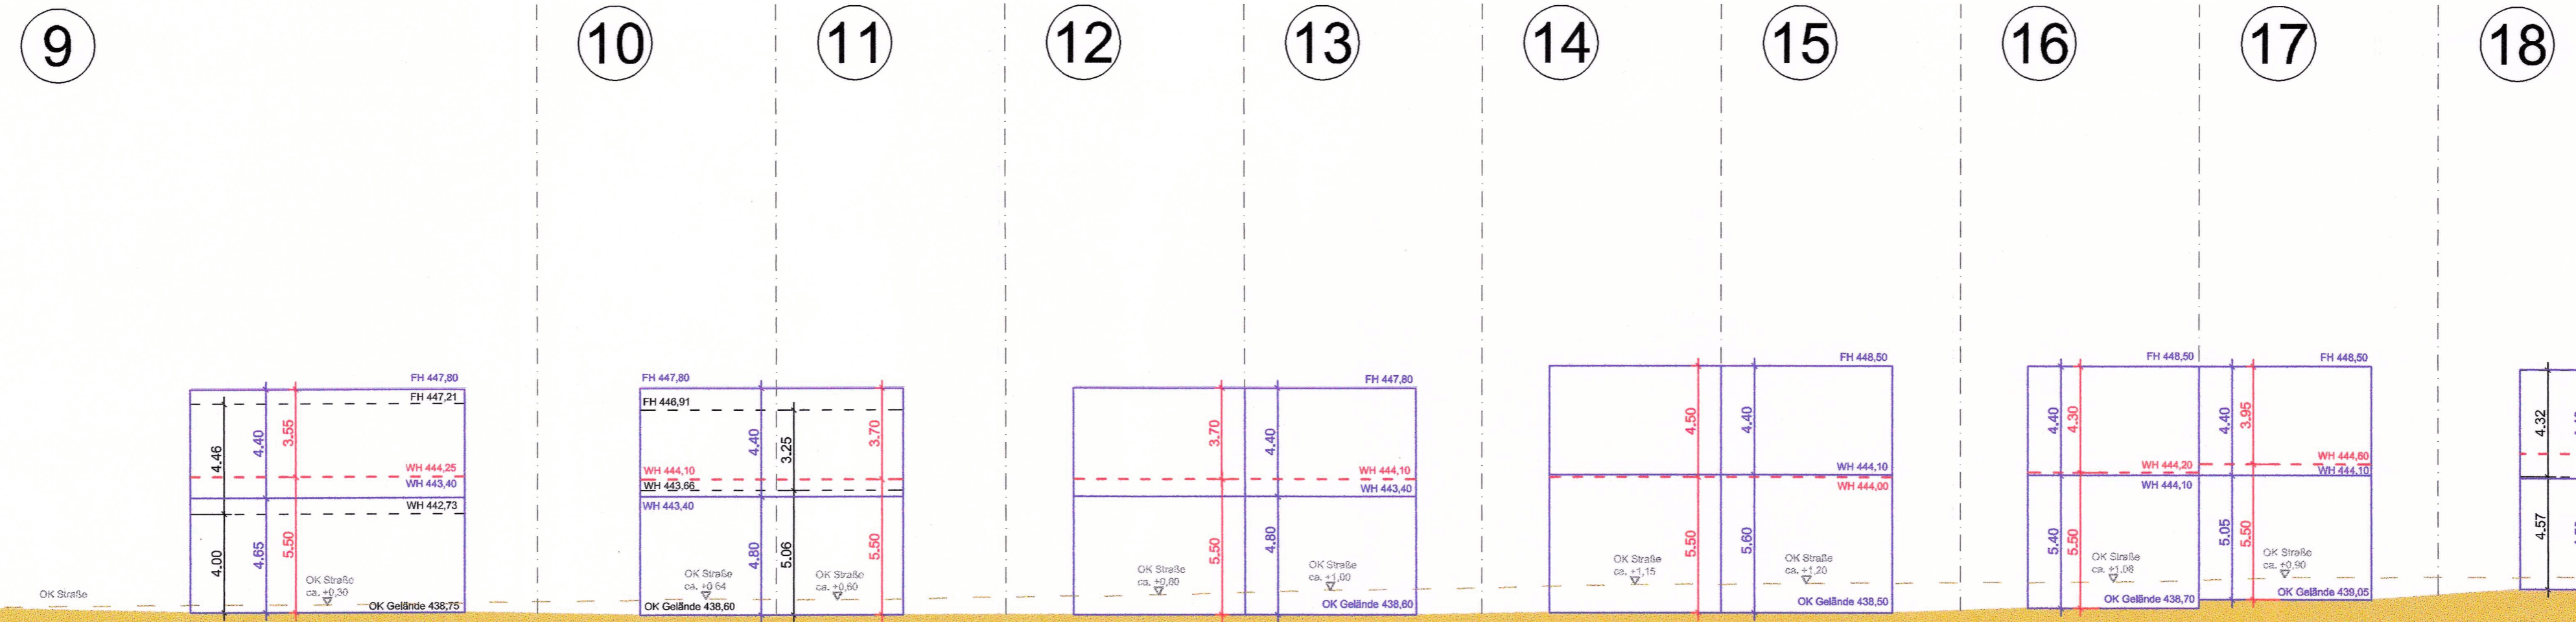 9
10
11
12
13
14
15
16
17
18
FH 447,80
FH 447,21
4.46
4.40
3.55
WH 444,25
WH 443,40
WH 442,73
4.00
4.65
5.50
OK Straße
ca. +0,30
OK Straße
OK Gelände 438,75
FH 447,80
FH 446,91
4.40
3.25
3.70
WH 444,10
WH 443,66
WH 443,40
4.80
5.06
5.50
OK Straße
ca. +0,64
OK Straße
ca. +0,60
OK Gelände 438,60
FH 447,80
3.70
4.40
WH 444,10
WH 443,40
5.50
4.80
OK Straße
ca. +0,80
OK Straße
ca. +1,00
OK Gelände 438,60
FH 448,50
4.50
4.40
WH 444,10
WH 444,00
5.50
5.60
OK Straße
ca. +1,15
OK Straße
ca. +1,20
OK Gelände 438,50
FH 448,50
FH 448,50
4.40
4.30
4.40
3.95
WH 444,20
WH 444,10
WH 444,60
WH 444,10
5.40
5.50
5.05
5.50
OK Straße
ca. +1,08
OK Straße
ca. +0,90
OK Gelände 438,70
OK Gelände 439,05
4.32
4.57